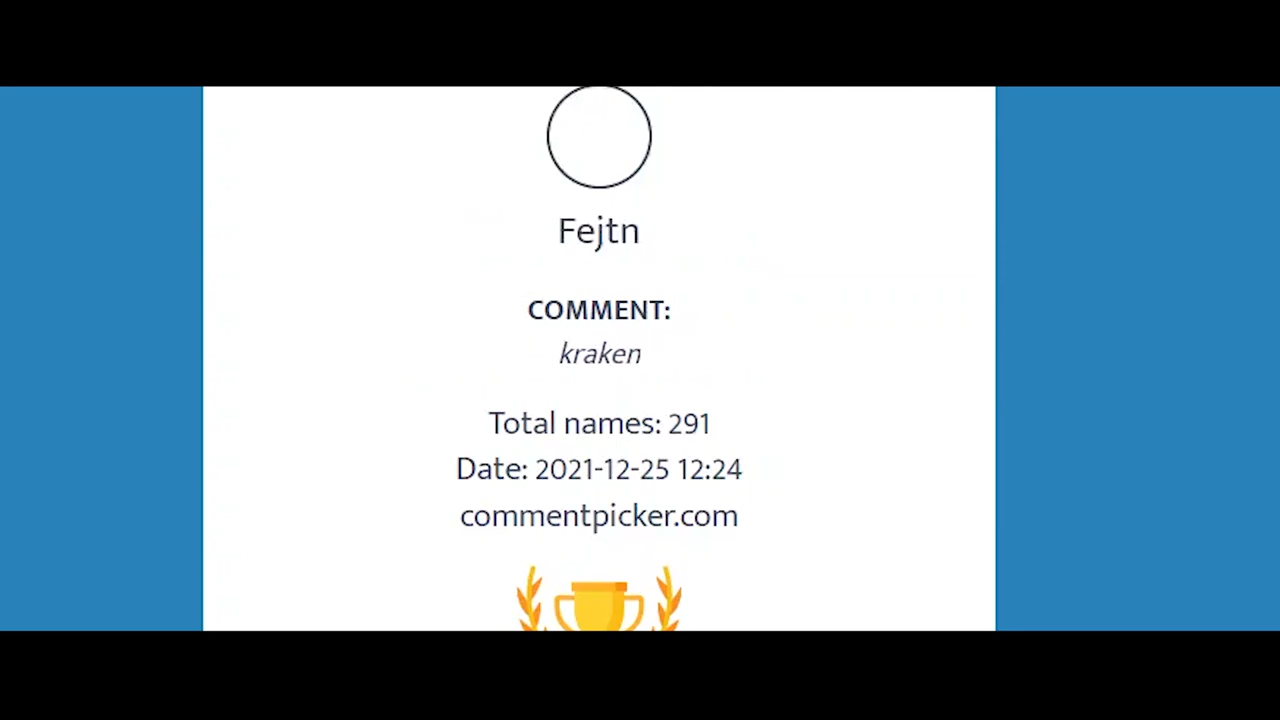 Fejtn
COMMENT:
kraken
Total names: 291
Date: 2021-12-25 12:24
commentpicker.com